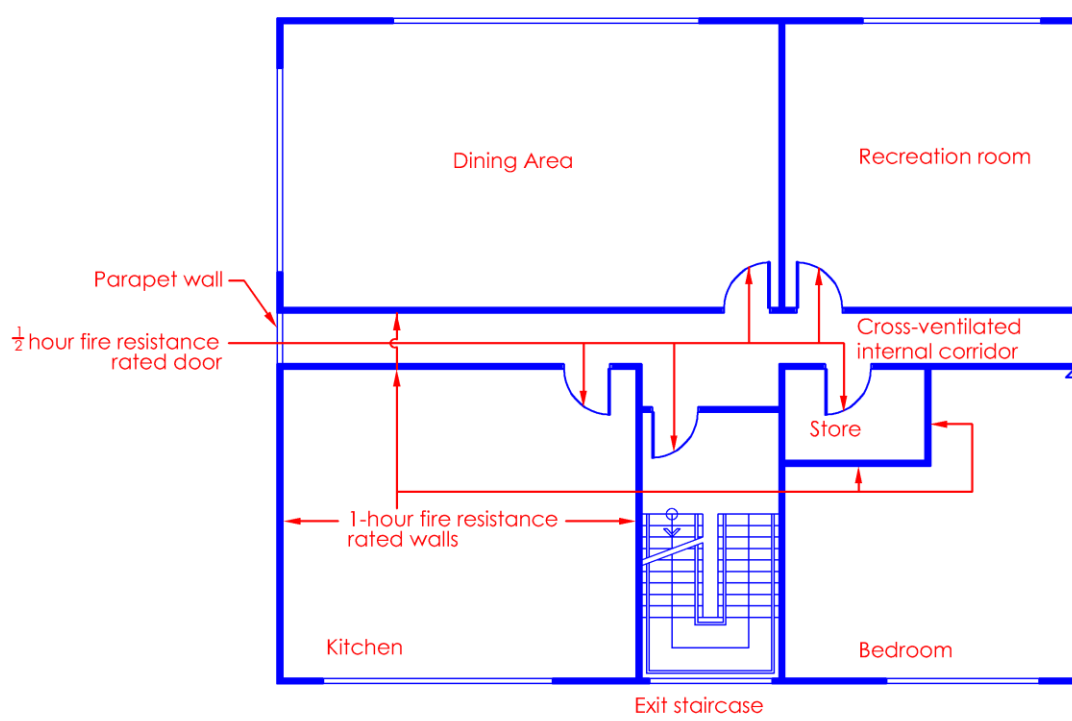 Dining Area
Recreation room
Parapet wall
½ hour fire resistance
rated door
Cross-ventilated
internal corridor
Store
1-hour fire resistance
rated walls
Kitchen
Bedroom
Exit staircase